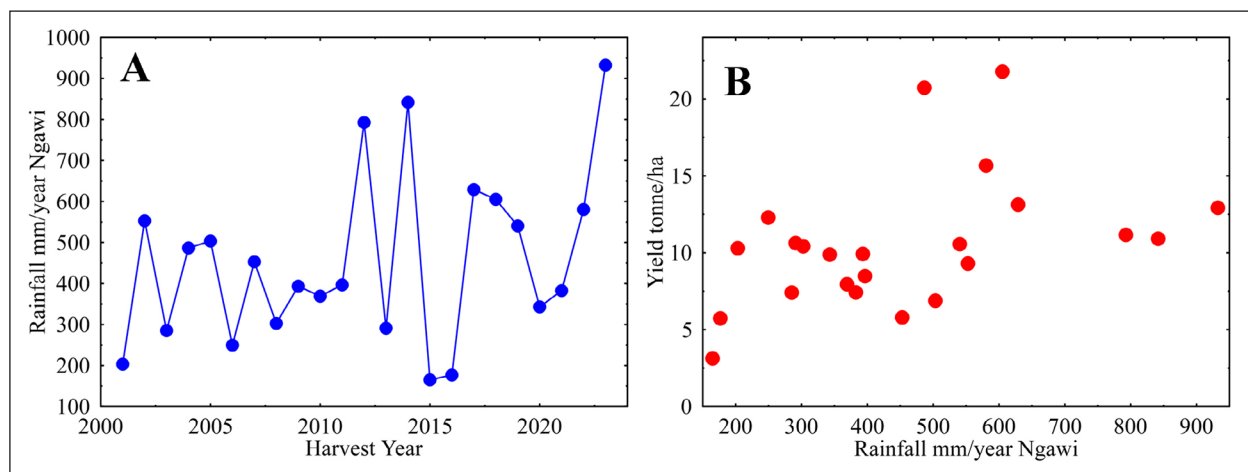 A
Rainfall mm/year Ngawi
1000
900
800
700
600
500
400
300
200
100
2000 2005 2010 2015 2020
Harvest Year
B
Yield tonne/ha
20
15
10
5
0
200 300 400 500 600 700 800 900
Rainfall mm/year Ngawi